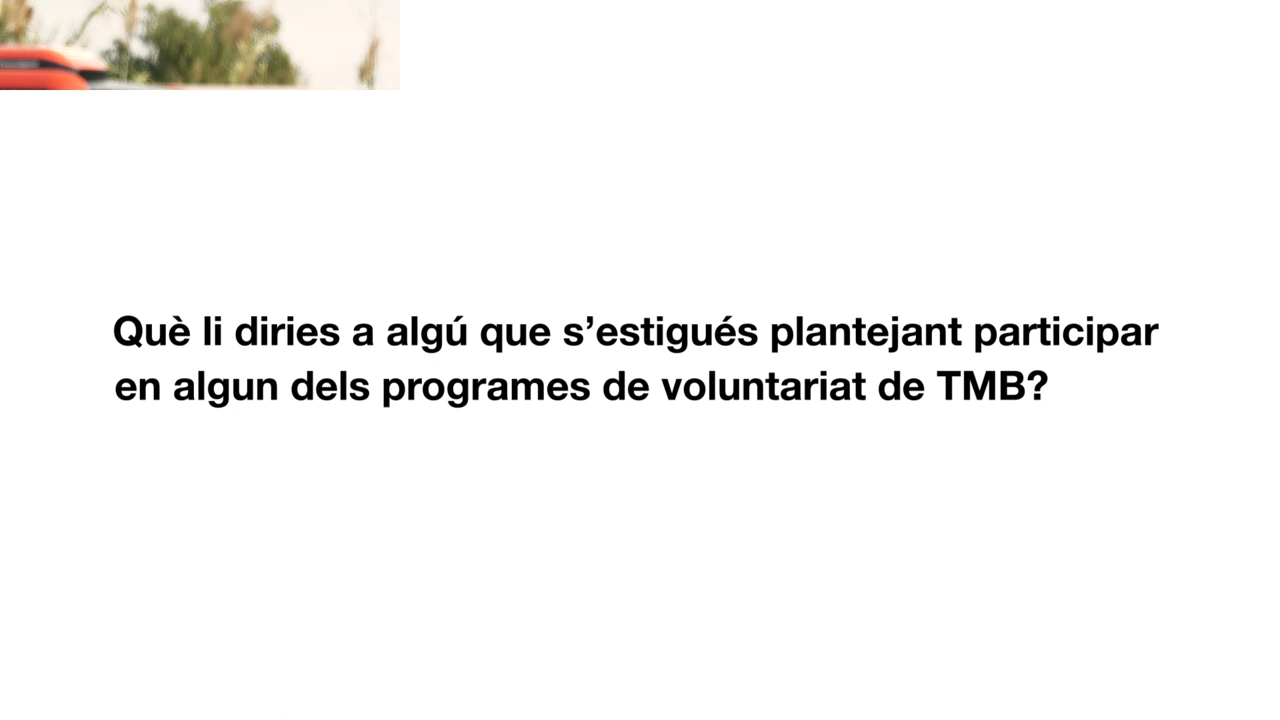 Què li diries a algú que s’estigués plantejant participar
en algun dels programes de voluntariat de TMB?